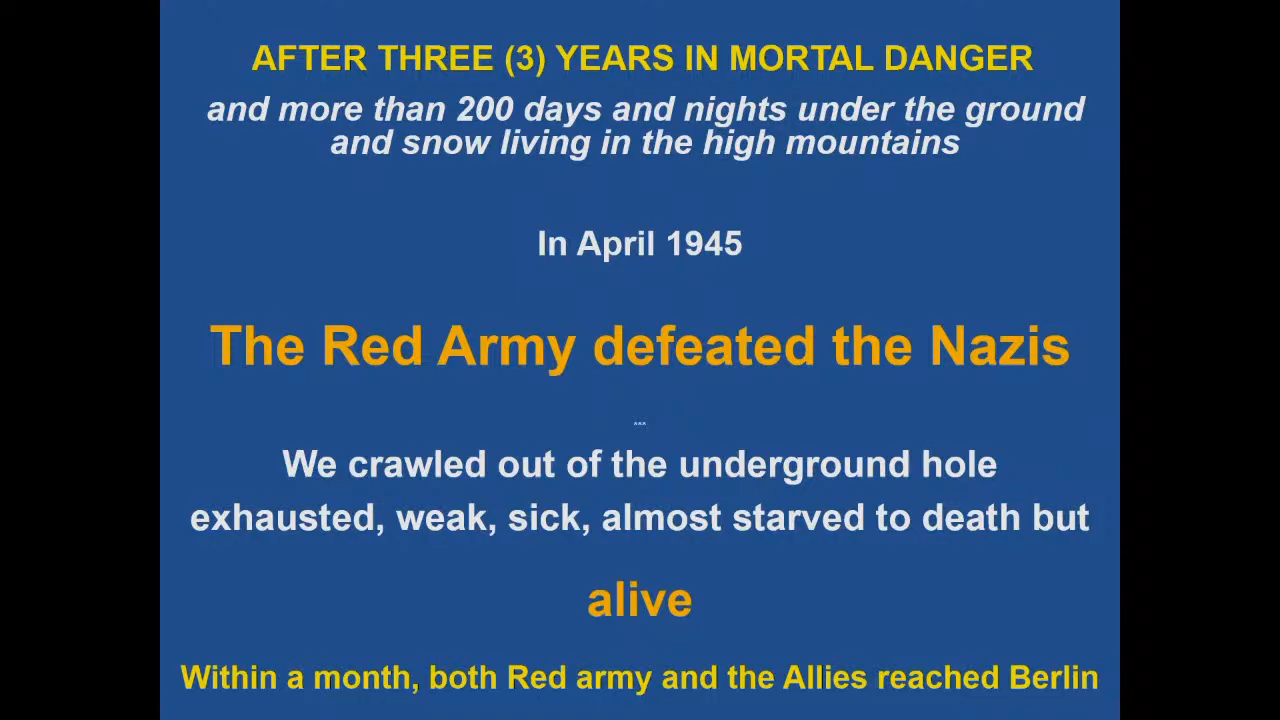 AFTER THREE (3) YEARS IN MORTAL DANGER
and more than 200 days and nights under the ground
and snow living in the high mountains
In April 1945
The Red Army defeated the Nazis
***
We crawled out of the underground hole
exhausted, weak, sick, almost starved to death but
alive
Within a month, both Red army and the Allies reached Berlin